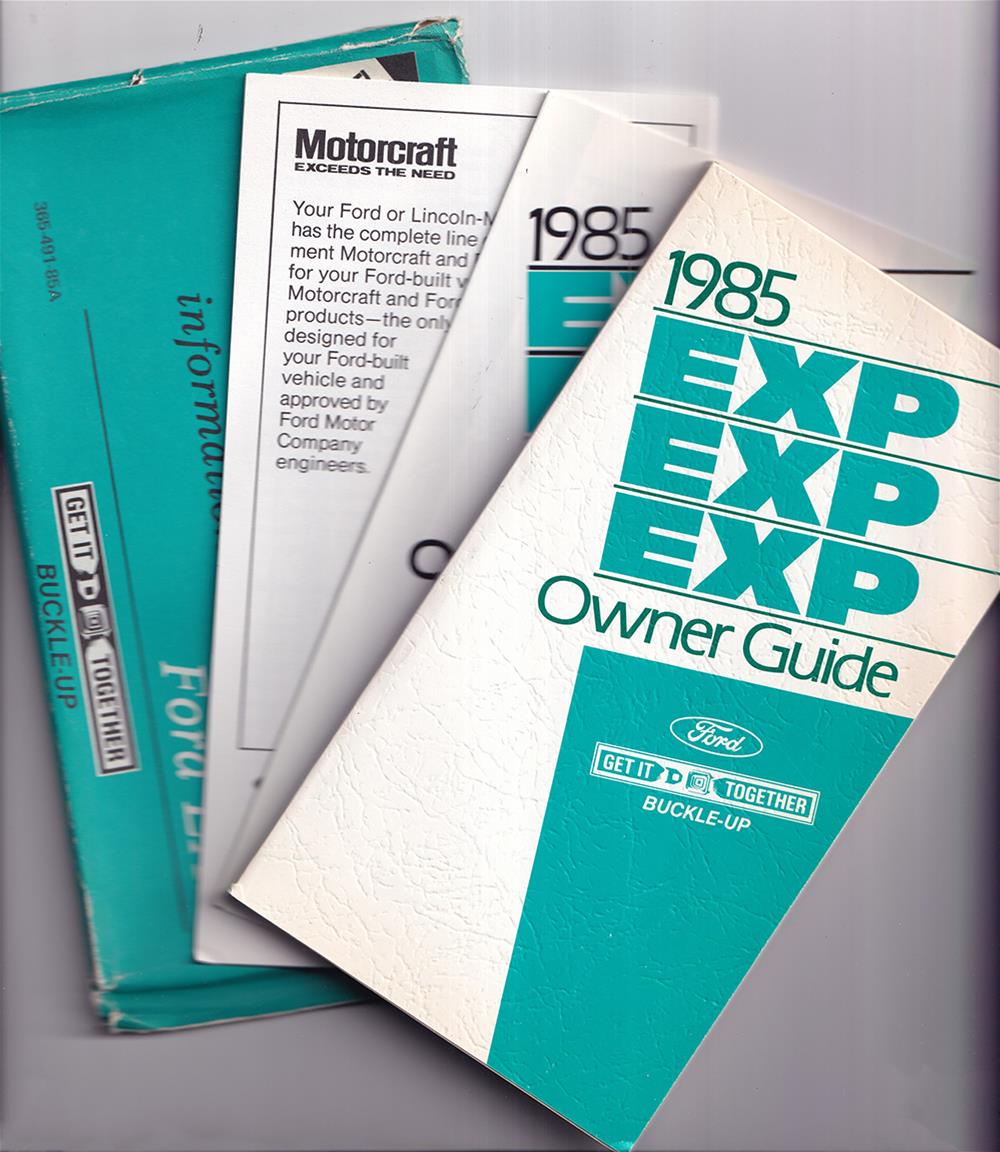 365-491-85A
Ford
GET IT TOGETHER
BUCKLE-UP
Motorcraft
EXCEEDS THE NEED
Your Ford or
has the complete line
ment Motorcraft and
for your Ford-built
Motorcraft and
products—the only
designed for
your Ford-built
vehicle and
approved by
Ford Motor
Company
engineers.
1985
1985
EXP
EXP
EXP
Owner Guide
Ford
GET IT TOGETHER
BUCKLE-UP